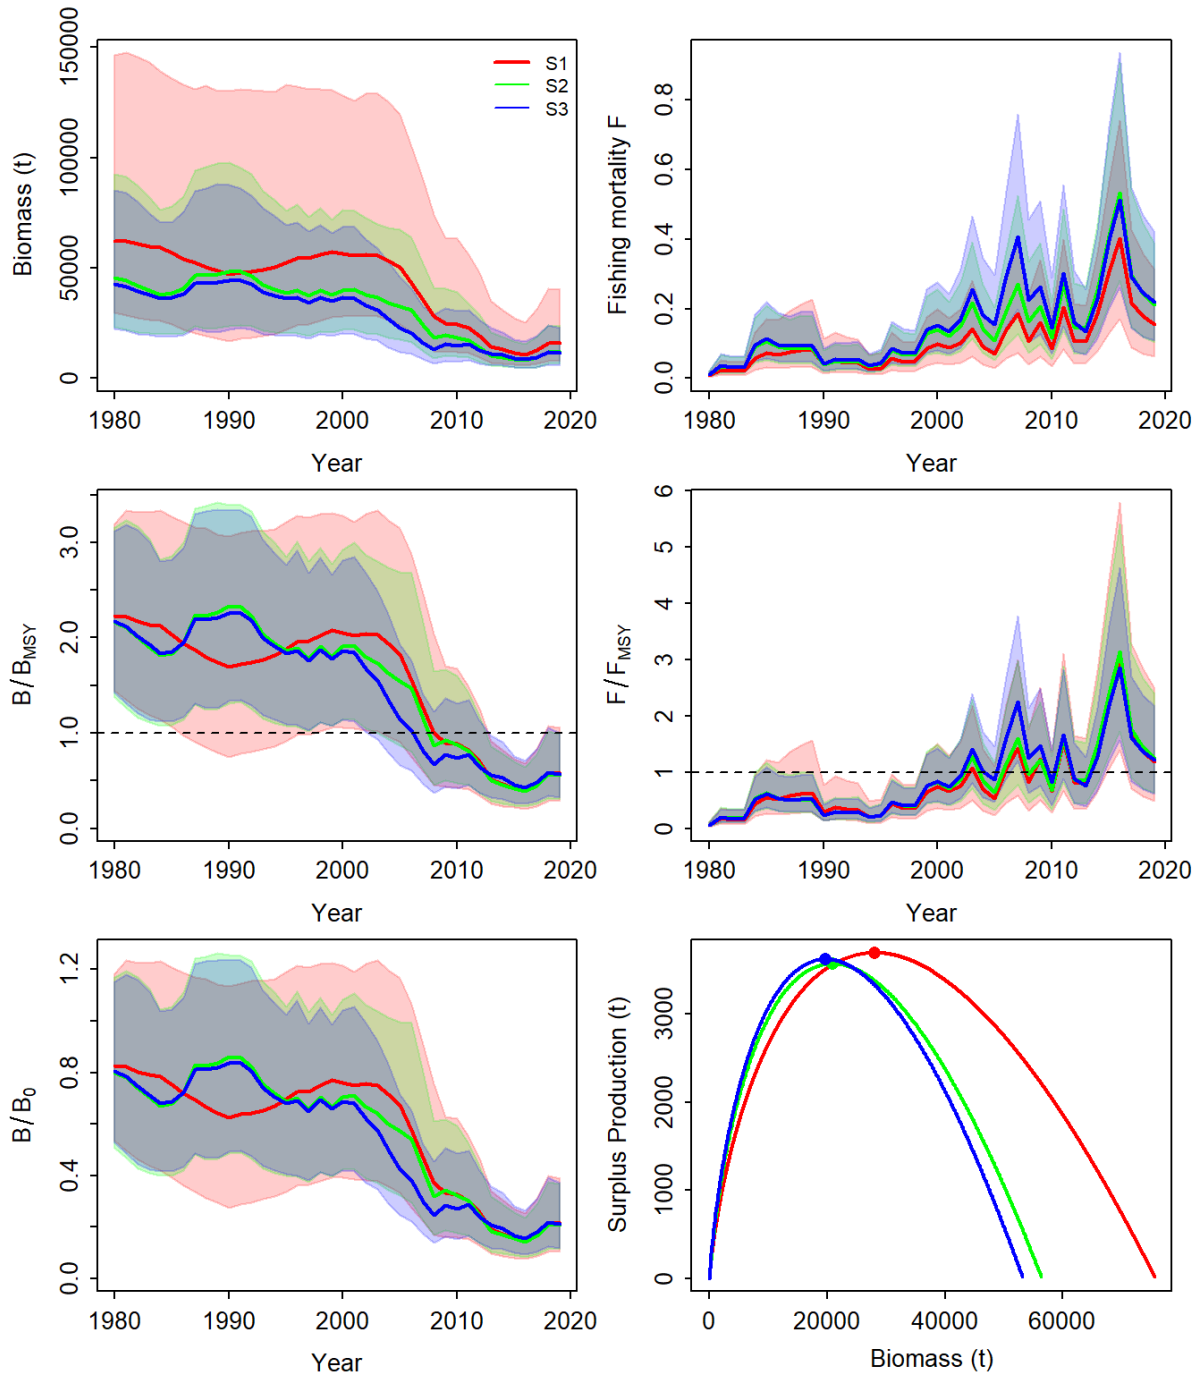 Biomass (t)
150000
100000
50000
0
S1
S2
S3
1980 1990 2000 2010 2020
Year
Fishing mortality F
0.8
0.6
0.4
0.2
0.0
1980 1990 2000 2010 2020
Year
B/BMSY
3.0
2.0
1.0
0.0
1980 1990 2000 2010 2020
Year
F/FMSY
6
5
4
3
2
1
0
1980 1990 2000 2010 2020
Year
B/B0
1.2
0.8
0.4
0.0
1980 1990 2000 2010 2020
Year
Surplus Production (t)
3000
2000
1000
0
0 20000 40000 60000
Biomass (t)